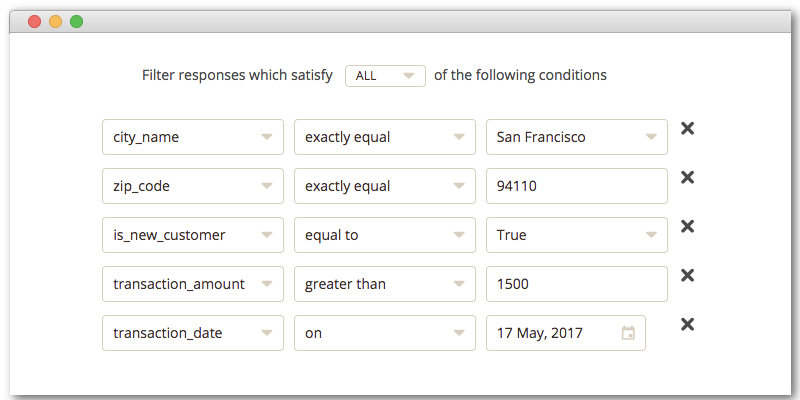 Filter responses which satisfy ALL of the following conditions
city_name exactly equal San Francisco
zip_code exactly equal 94110
is_new_customer equal to True
transaction_amount greater than 1500
transaction_date on 17 May, 2017